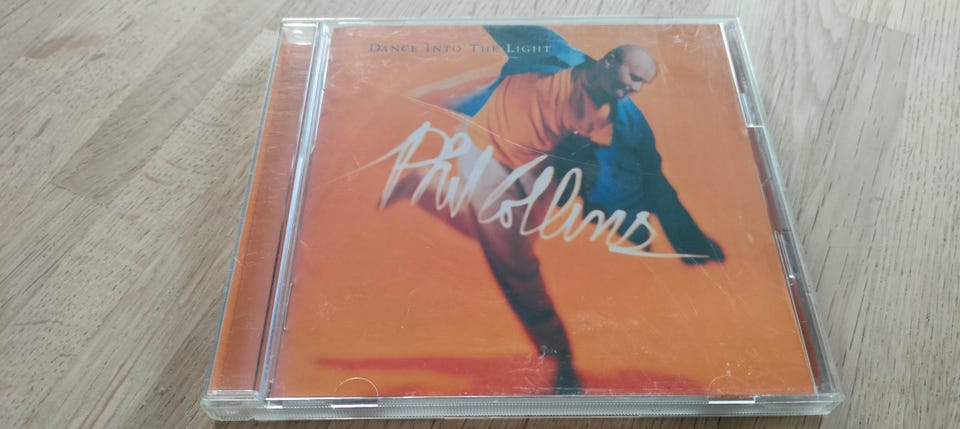 DANCE INTO THE LIGHT
Phil Collins